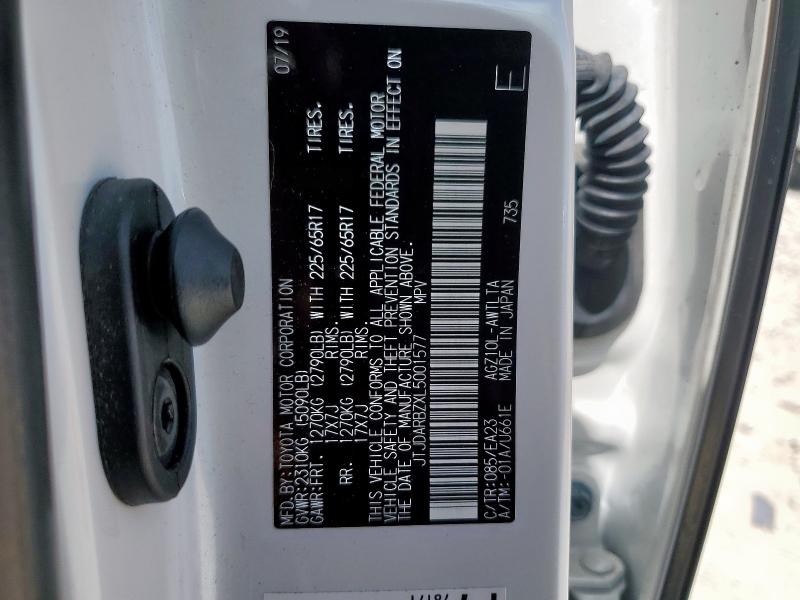 MFD.BY:TOYOTA MOTOR CORPORATION 07/19
GVWR:2310KG (5090LB)
GAWR:FRT. 1270KG (2790LB) WITH 225/65R17 TIRES.
17X7J RIMS.
RR. 1270KG (2790LB) WITH 225/65R17 TIRES.
17X7J RIMS.
THIS VEHICLE CONFORMS TO ALL APPLICABLE FEDERAL MOTOR
VEHICLE SAFETY AND THEFT PREVENTION STANDARDS IN EFFECT ON
THE DATE OF MANUFACTURE SHOWN ABOVE.
JTJDARBZXL5001577 MPV
E
C/TR:085/EA23 AGZ10L-AWTLTA 735
A/TM:-01A/U661E MADE IN JAPAN